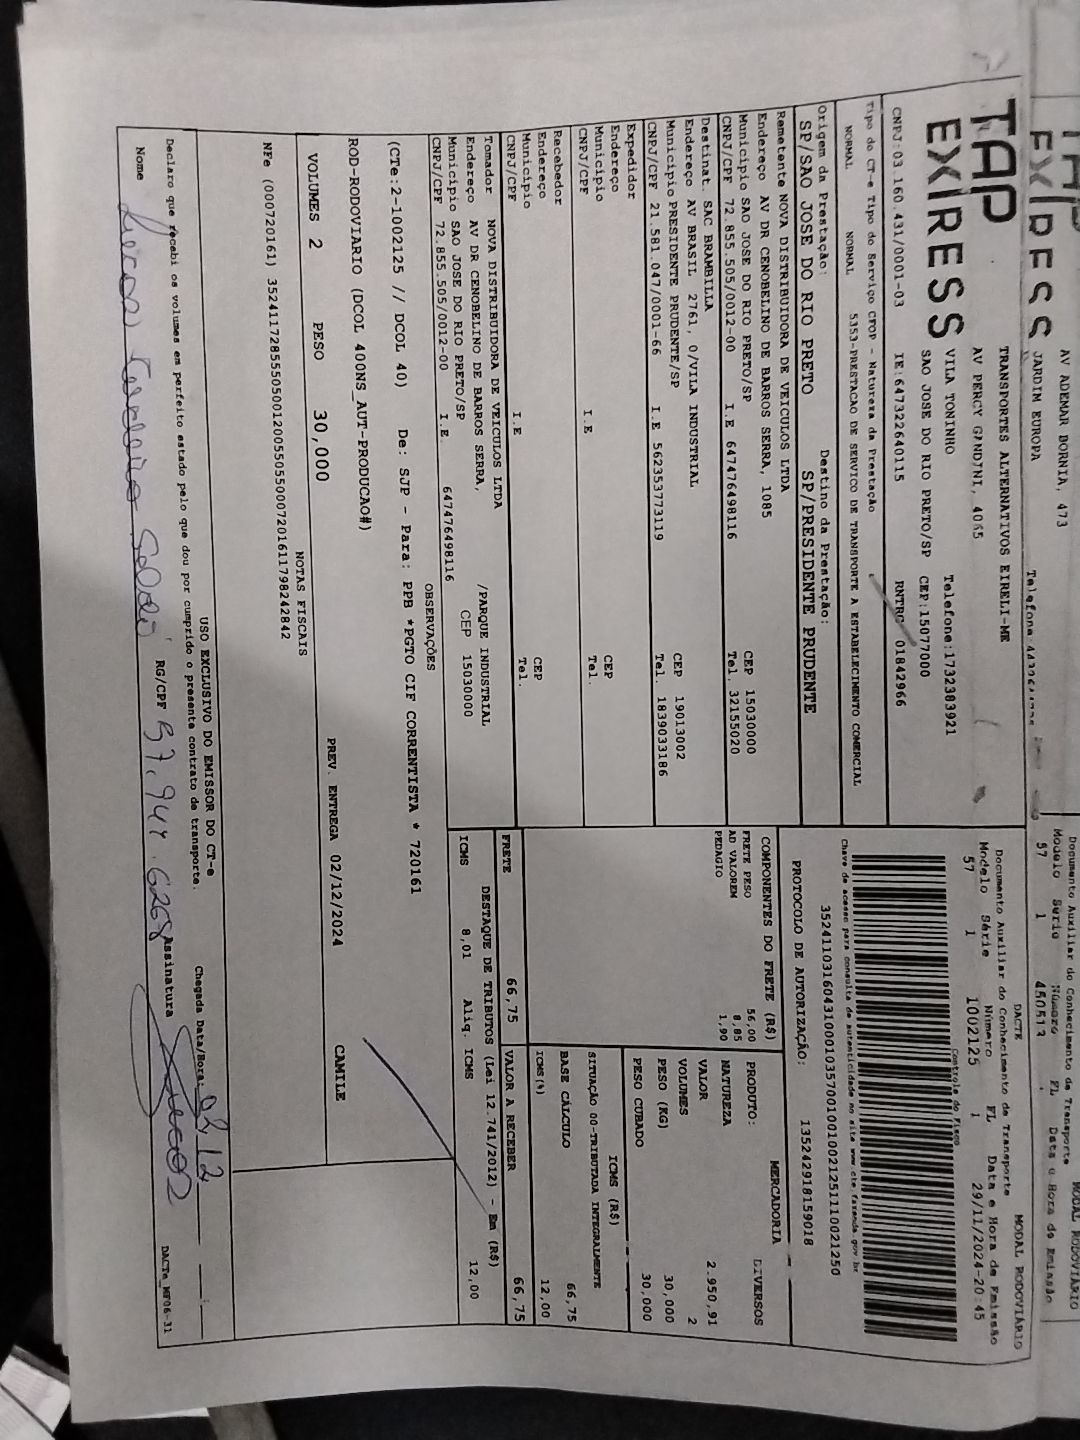 AV ADEMAR BORNIA, 473
JARDIM EUROPA
Documento Auxiliar do Conhecimento de Transporte MODAL RODOVIÁRIO
Modelo Série Número FL Data e Hora de Emissão
57 1 450513
TAP
EXPRESS
TRANSPORTES ALTERNATIVOS EIRELI-ME
AV PERCY GANDINI, 4065
VILA TONINHO Telefone:1732383921
SAO JOSE DO RIO PRETO/SP CEP:15077000
CNPJ:03.160.431/0001-03 IE:647322640115 RNTRC 01842966
DACTE MODAL RODOVIÁRIO
Documento Auxiliar do Conhecimento de Transporte
Modelo Série Número FL Data e Hora de Emissão
57 1 1002125 1 29/11/2024-20:45
Controle do Fisco
Tipo do CT-e Tipo do Serviço CFOP - Natureza da Prestação
NORMAL NORMAL 5353-PRESTACAO DE SERVICO DE TRANSPORTE A ESTABELECIMENTO COMERCIAL
Chave de acesso para consulta de autenticidade no site www.cte.fazenda.gov.br
35241103160431000103570010010021251110021250
Origem da Prestação: Destino da Prestação:
SP/SAO JOSE DO RIO PRETO SP/PRESIDENTE PRUDENTE
PROTOCOLO DE AUTORIZAÇÃO: 135242918159018
Remetente NOVA DISTRIBUIDORA DE VEICULOS LTDA
Endereço AV DR CENOBELINO DE BARROS SERRA, 1085
Município SAO JOSE DO RIO PRETO/SP CEP 15030000
CNPJ/CPF 72.855.505/0012-00 I.E 647476498116 Tel. 32155020
Destinat. SAC BRAMBILLA
Endereço AV BRASIL 2761, 0/VILA INDUSTRIAL
Município PRESIDENTE PRUDENTE/SP CEP 19013002
CNPJ/CPF 21.581.047/0001-66 I.E 562353773119 Tel. 1839033186
Expedidor
Endereço
Município CEP
CNPJ/CPF I.E Tel.
Recebedor
Endereço
Município CEP
CNPJ/CPF I.E Tel.
Tomador NOVA DISTRIBUIDORA DE VEICULOS LTDA
Endereço AV DR CENOBELINO DE BARROS SERRA, /PARQUE INDUSTRIAL
Município SAO JOSE DO RIO PRETO/SP CEP 15030000
CNPJ/CPF 72.855.505/0012-00 I.E 647476498116
COMPONENTES DO FRETE (R$)
FRETE PESO 56,00
AD VALOREM 8,85
PEDAGIO 1,90
MERCADORIA
PRODUTO: DIVERSOS
NATUREZA
VALOR 2.950,91
VOLUMES 2
PESO (KG) 30,000
PESO CUBADO 30,000
ICMS (R$)
SITUAÇÃO 00-TRIBUTADA INTEGRALMENTE
BASE CÁLCULO 66,75
ICMS(%) 12,00
FRETE 66,75 VALOR A RECEBER 66,75
DESTAQUE DE TRIBUTOS (Lei 12.741/2012) - Em (R$)
ICMS 8,01 Aliq. ICMS 12,00
OBSERVAÇÕES
(CTe:2-1002125 // DCOL 40) De: SJP - Para: PPB *PGTO CIF CORRENTISTA * 720161
ROD-RODOVIARIO (DCOL 400NS_AUT-PRODUCAO#)
VOLUMES 2 PESO 30,000 PREV. ENTREGA 02/12/2024 CAMILE
NOTAS FISCAIS
NFe (000720161) 35241172855505001200550550007201611798242842
USO EXCLUSIVO DO EMISSOR DO CT-e
Declaro que recebi os volumes em perfeito estado pelo que dou por cumprido o presente contrato de transporte. Chegada Data/Hora: 02/12
Nome RG/CPF 57.944.6268 Assinatura
DACTe_MF06-31